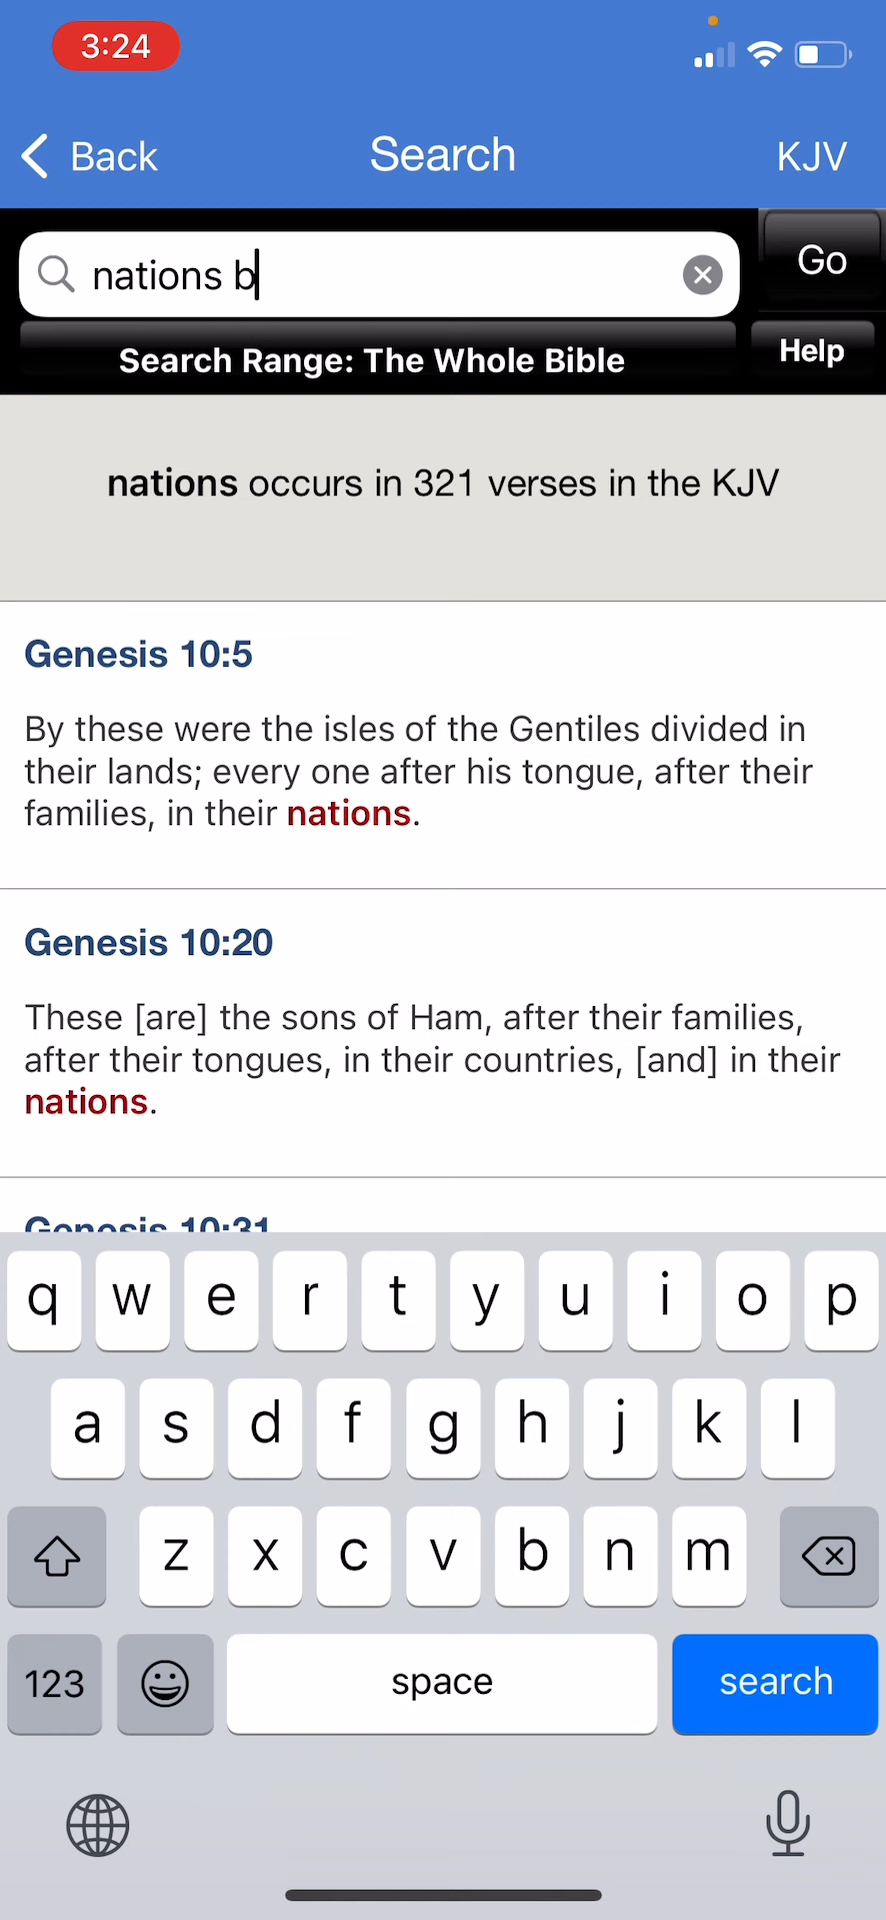 3:24
Back Search KJV
nations b Go
Search Range: The Whole Bible Help
nations occurs in 321 verses in the KJV
Genesis 10:5
By these were the isles of the Gentiles divided in
their lands; every one after his tongue, after their
families, in their nations.
Genesis 10:20
These [are] the sons of Ham, after their families,
after their tongues, in their countries, [and] in their
nations.
Genesis 10:31
q w e r t y u i o p
a s d f g h j k l
z x c v b n m
123 space search